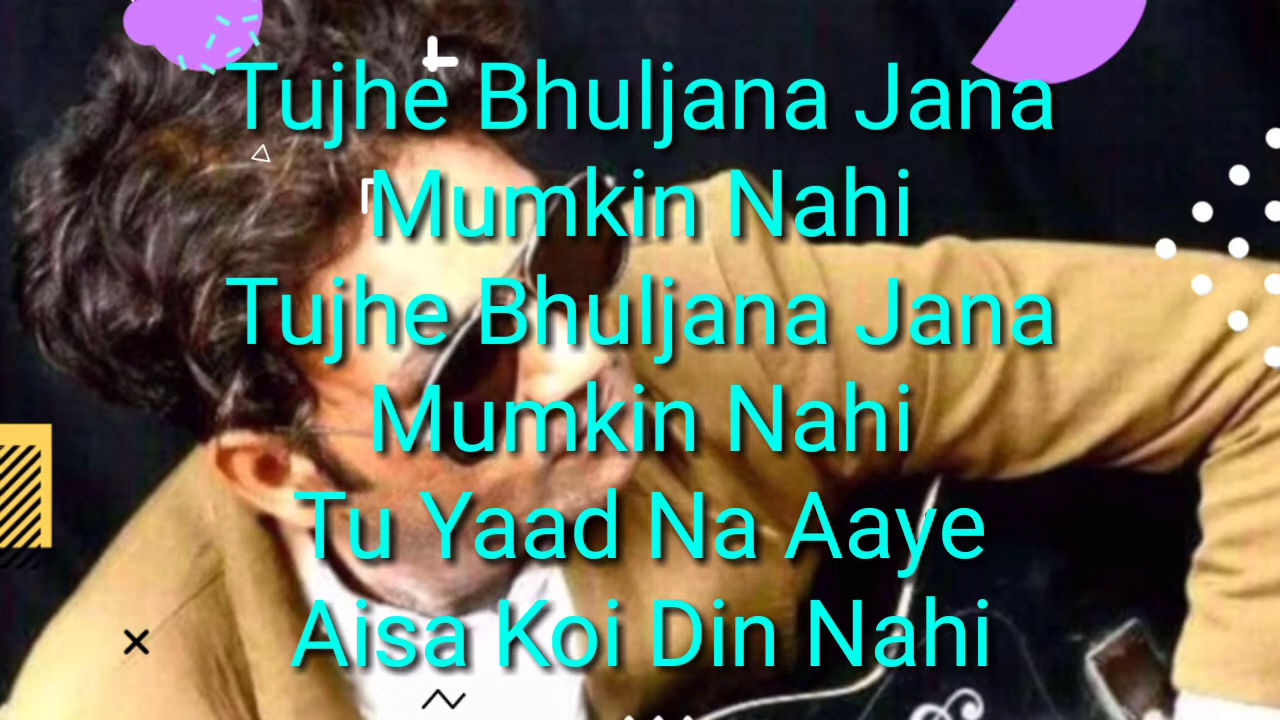 Tujhe Bhuljana Jana
Mumkin Nahi
Tujhe Bhuljana Jana
Mumkin Nahi
Tu Yaad Na Aaye
Aisa Koi Din Nahi